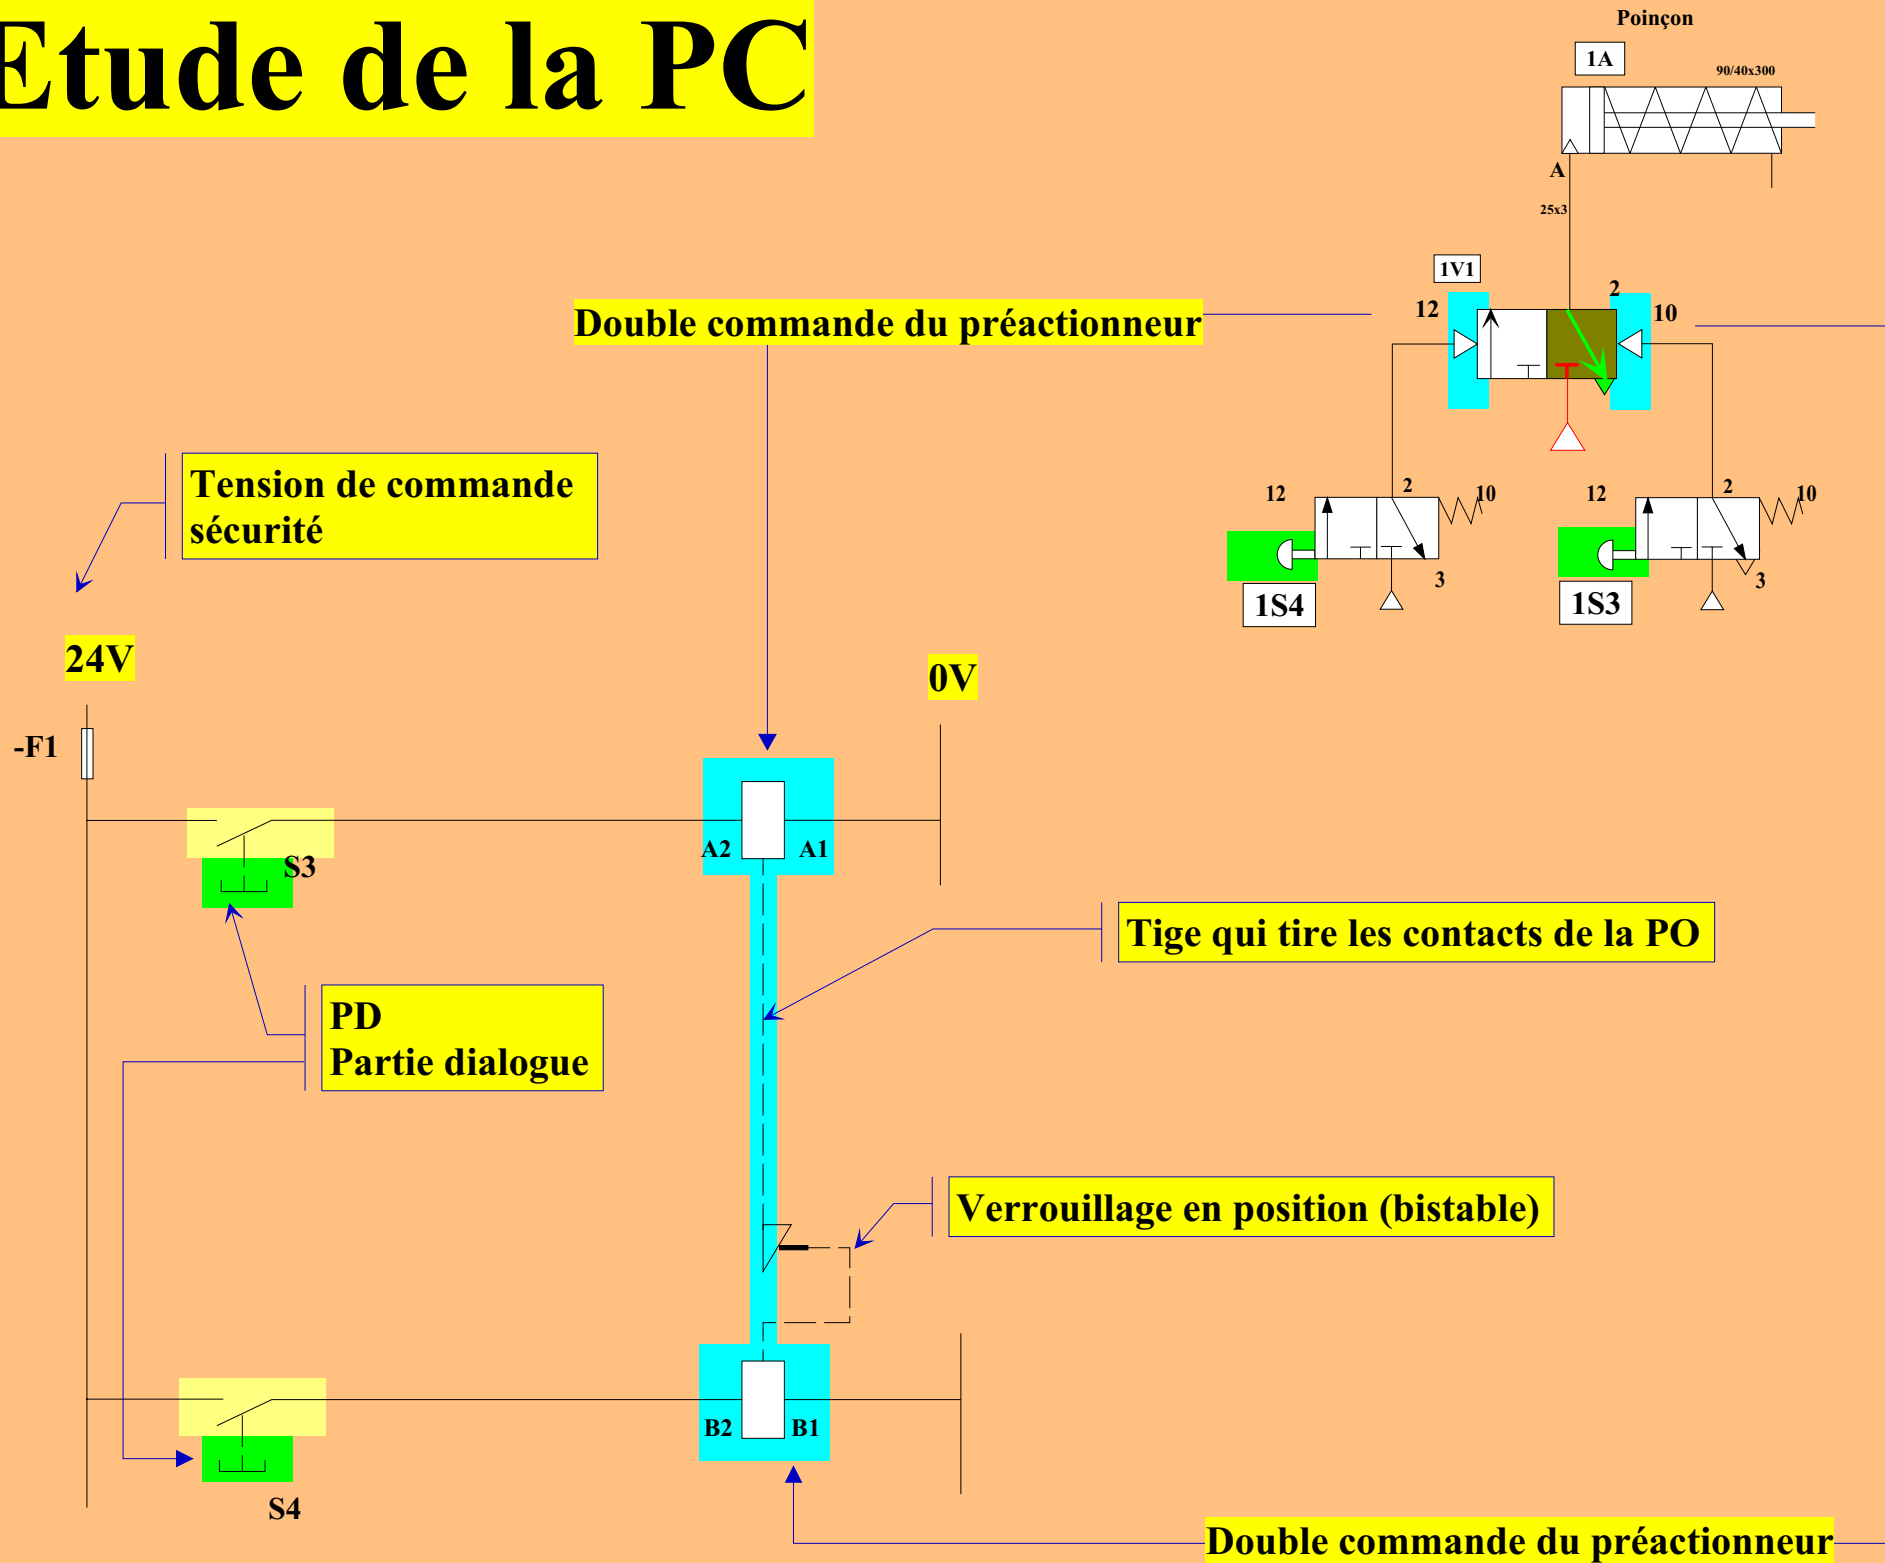 Etude de la PC
Poinçon
1A
90/40x300
A
25x3
1V1
2
12
10
Double commande du préactionneur
Tension de commande
sécurité
12
2
10
12
2
10
3
3
1S4
1S3
24V
0V
-F1
A2
A1
S3
Tige qui tire les contacts de la PO
PD
Partie dialogue
Verrouillage en position (bistable)
B2
B1
S4
Double commande du préactionneur